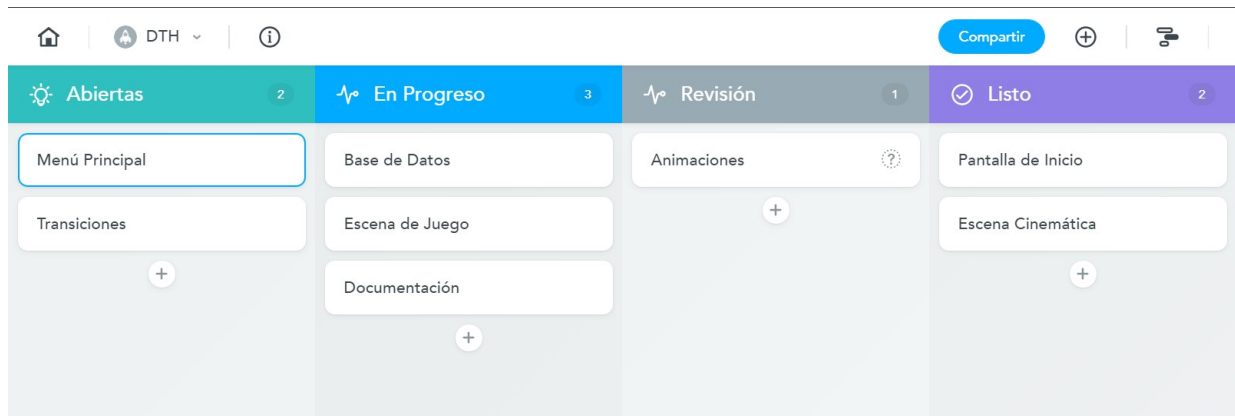 DTH
Compartir
Abiertas 2
En Progreso 3
Revisión 1
Listo 2
Menú Principal
Transiciones
Base de Datos
Escena de Juego
Documentación
Animaciones ?
Pantalla de Inicio
Escena Cinemática